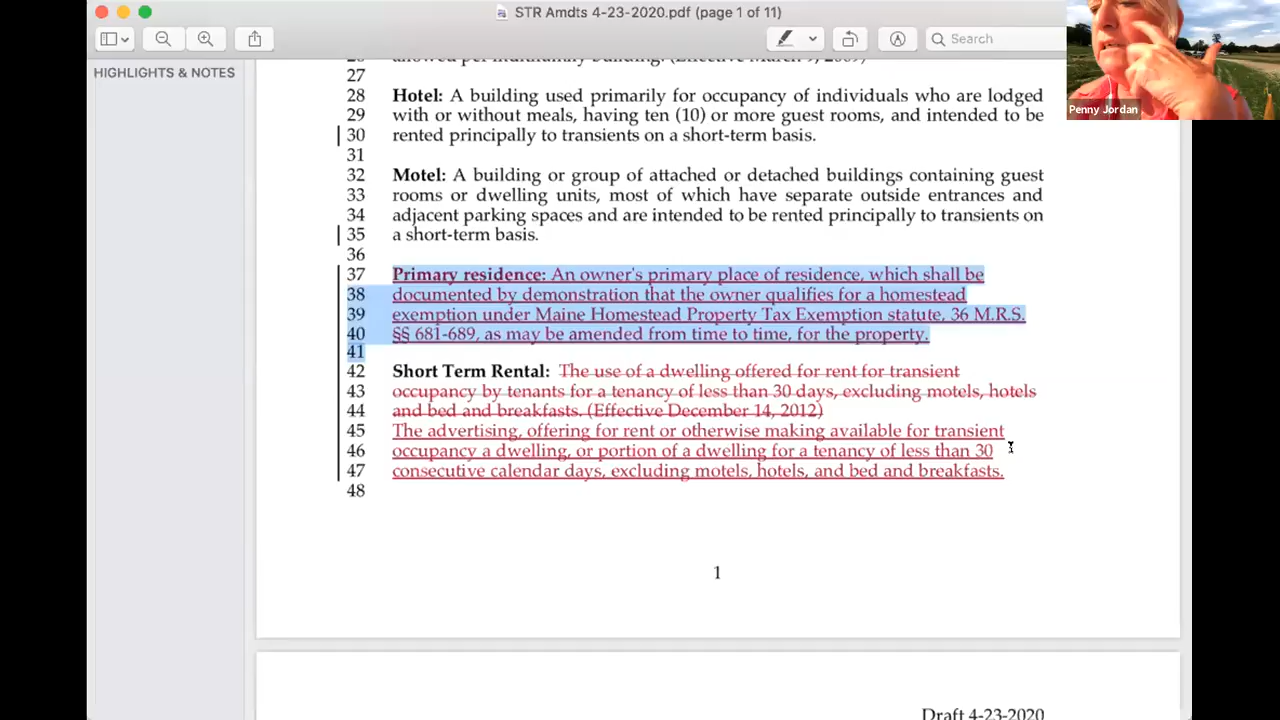 STR Amdts 4-23-2020.pdf (page 1 of 11)
Search
Penny Jordan
HIGHLIGHTS & NOTES
27
28 Hotel: A building used primarily for occupancy of individuals who are lodged
29 with or without meals, having ten (10) or more guest rooms, and intended to be
30 rented principally to transients on a short-term basis.
31
32 Motel: A building or group of attached or detached buildings containing guest
33 rooms or dwelling units, most of which have separate outside entrances and
34 adjacent parking spaces and are intended to be rented principally to transients on
35 a short-term basis.
36
37 Primary residence: An owner's primary place of residence, which shall be
38 documented by demonstration that the owner qualifies for a homestead
39 exemption under Maine Homestead Property Tax Exemption statute, 36 M.R.S.
40 §§ 681-689, as may be amended from time to time, for the property.
41
42 Short Term Rental: The use of a dwelling offered for rent for transient
43 occupancy by tenants for a tenancy of less than 30 days, excluding motels, hotels
44 and bed and breakfasts. (Effective December 14, 2012)
45 The advertising, offering for rent or otherwise making available for transient
46 occupancy a dwelling, or portion of a dwelling for a tenancy of less than 30
47 consecutive calendar days, excluding motels, hotels, and bed and breakfasts.
48
1
Draft 4-23-2020